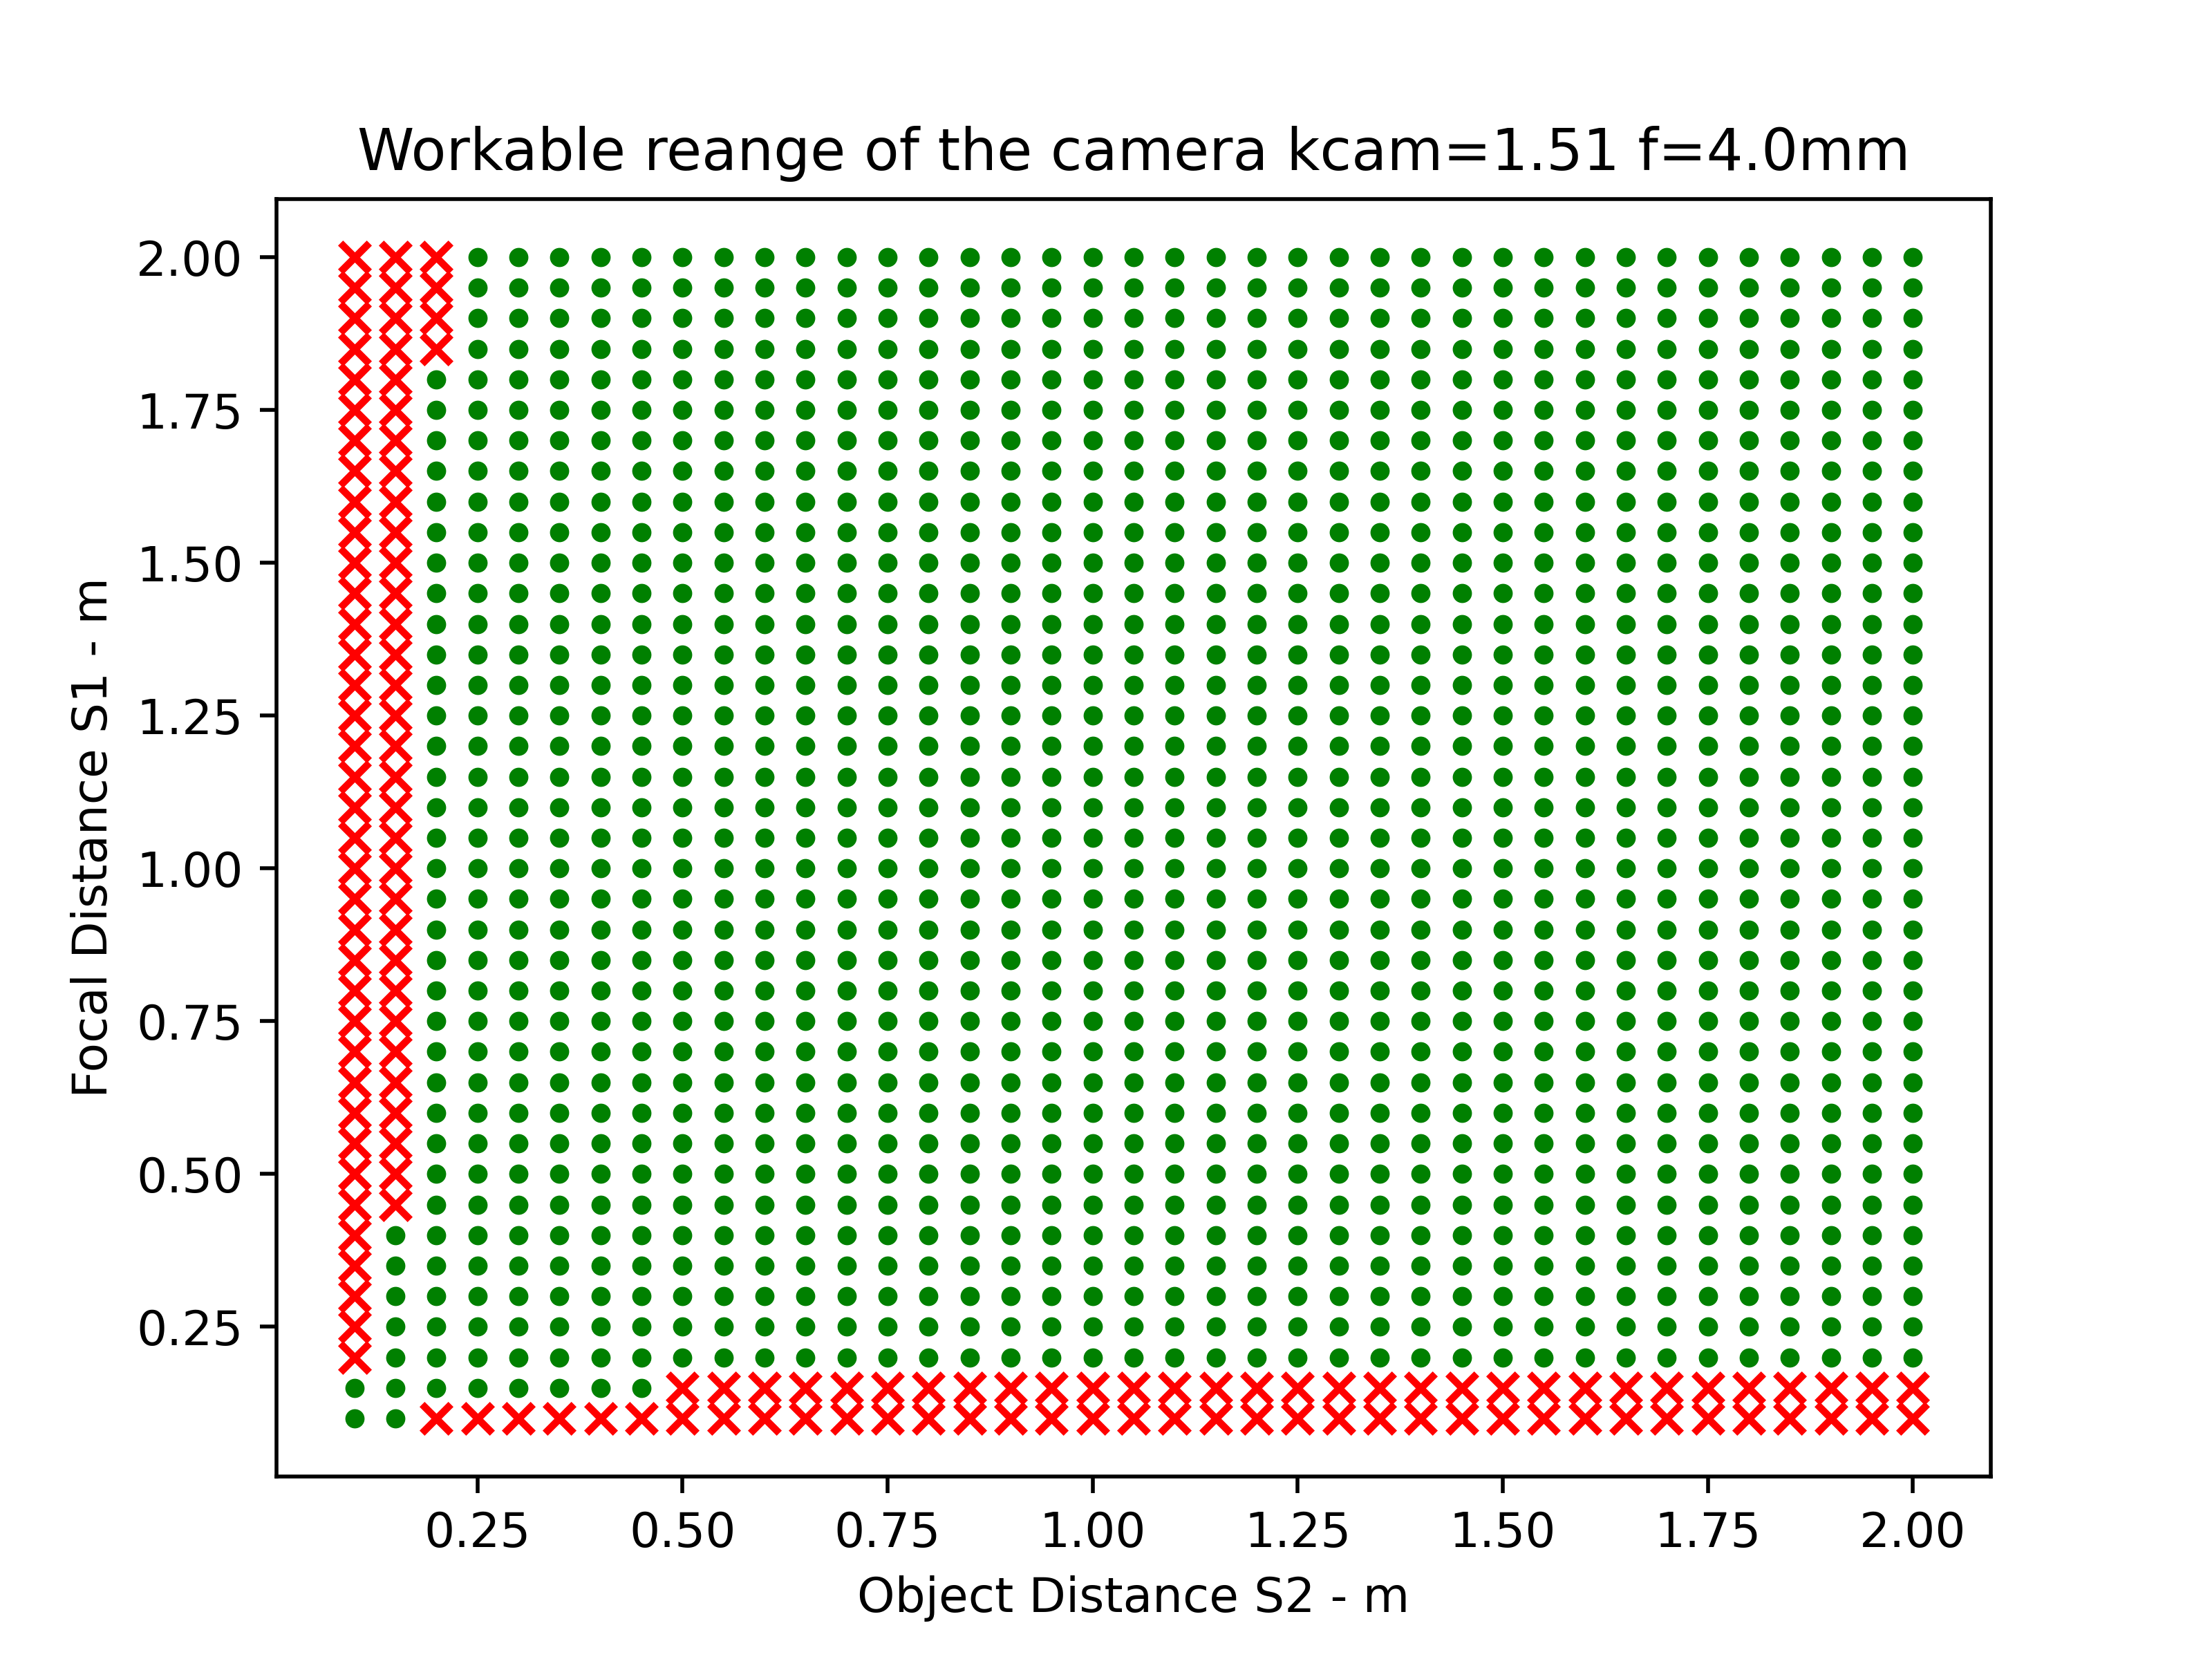 Workable reange of the camera kcam=1.51 f=4.0mm
2.00
1.75
1.50
1.25
1.00
0.75
0.50
0.25
Focal Distance S1 - m
0.25 0.50 0.75 1.00 1.25 1.50 1.75 2.00
Object Distance S2 - m